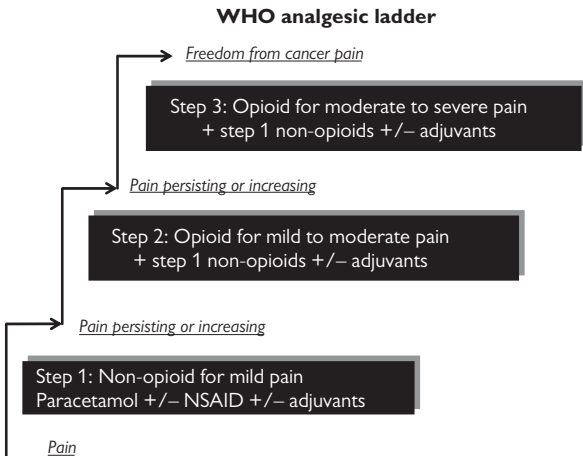 WHO analgesic ladder
Freedom from cancer pain
Step 3: Opioid for moderate to severe pain
+ step 1 non-opioids +/– adjuvants
Pain persisting or increasing
Step 2: Opioid for mild to moderate pain
+ step 1 non-opioids +/– adjuvants
Pain persisting or increasing
Step 1: Non-opioid for mild pain
Paracetamol +/– NSAID +/– adjuvants
Pain